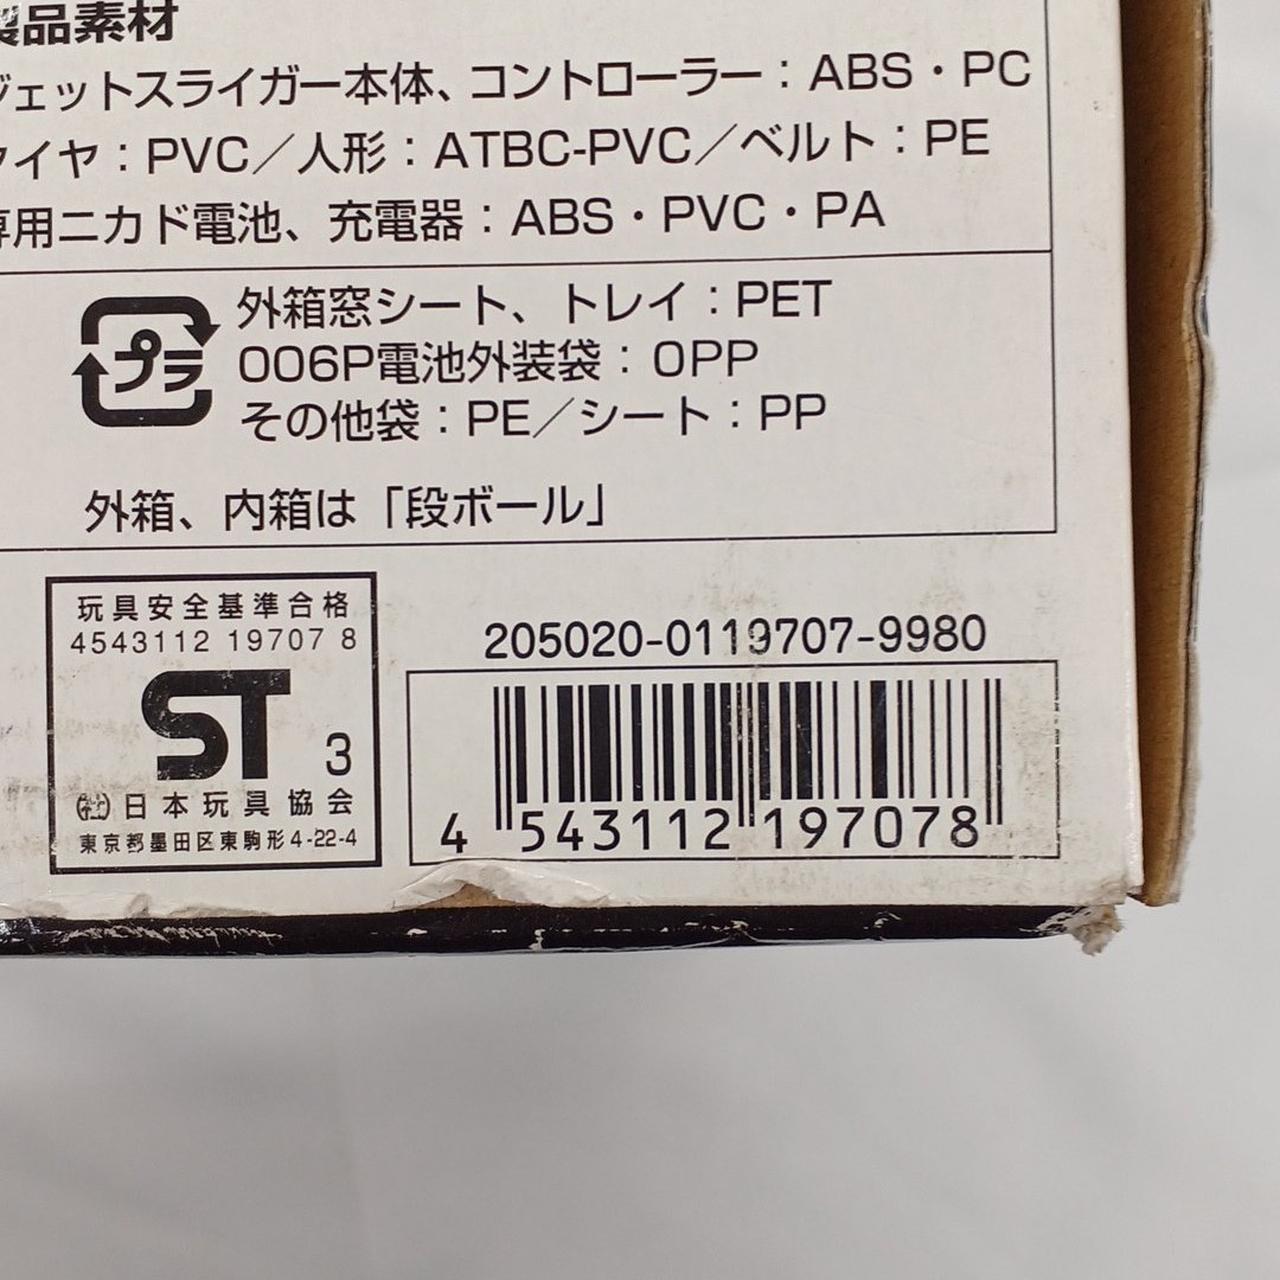 製品素材
ジェットスライガー本体、コントローラー：ABS・PC
タイヤ：PVC／人形：ATBC-PVC／ベルト：PE
専用ニカド電池、充電器：ABS・PVC・PA
プラ
外箱窓シート、トレイ：PET
006P電池外装袋：OPP
その他袋：PE／シート：PP
外箱、内箱は「段ボール」
玩具安全基準合格
4543112 19707 8
ST 3
(社)日本玩具協会
東京都墨田区東駒形4-22-4
205020-0119707-9980
4 543112 197078